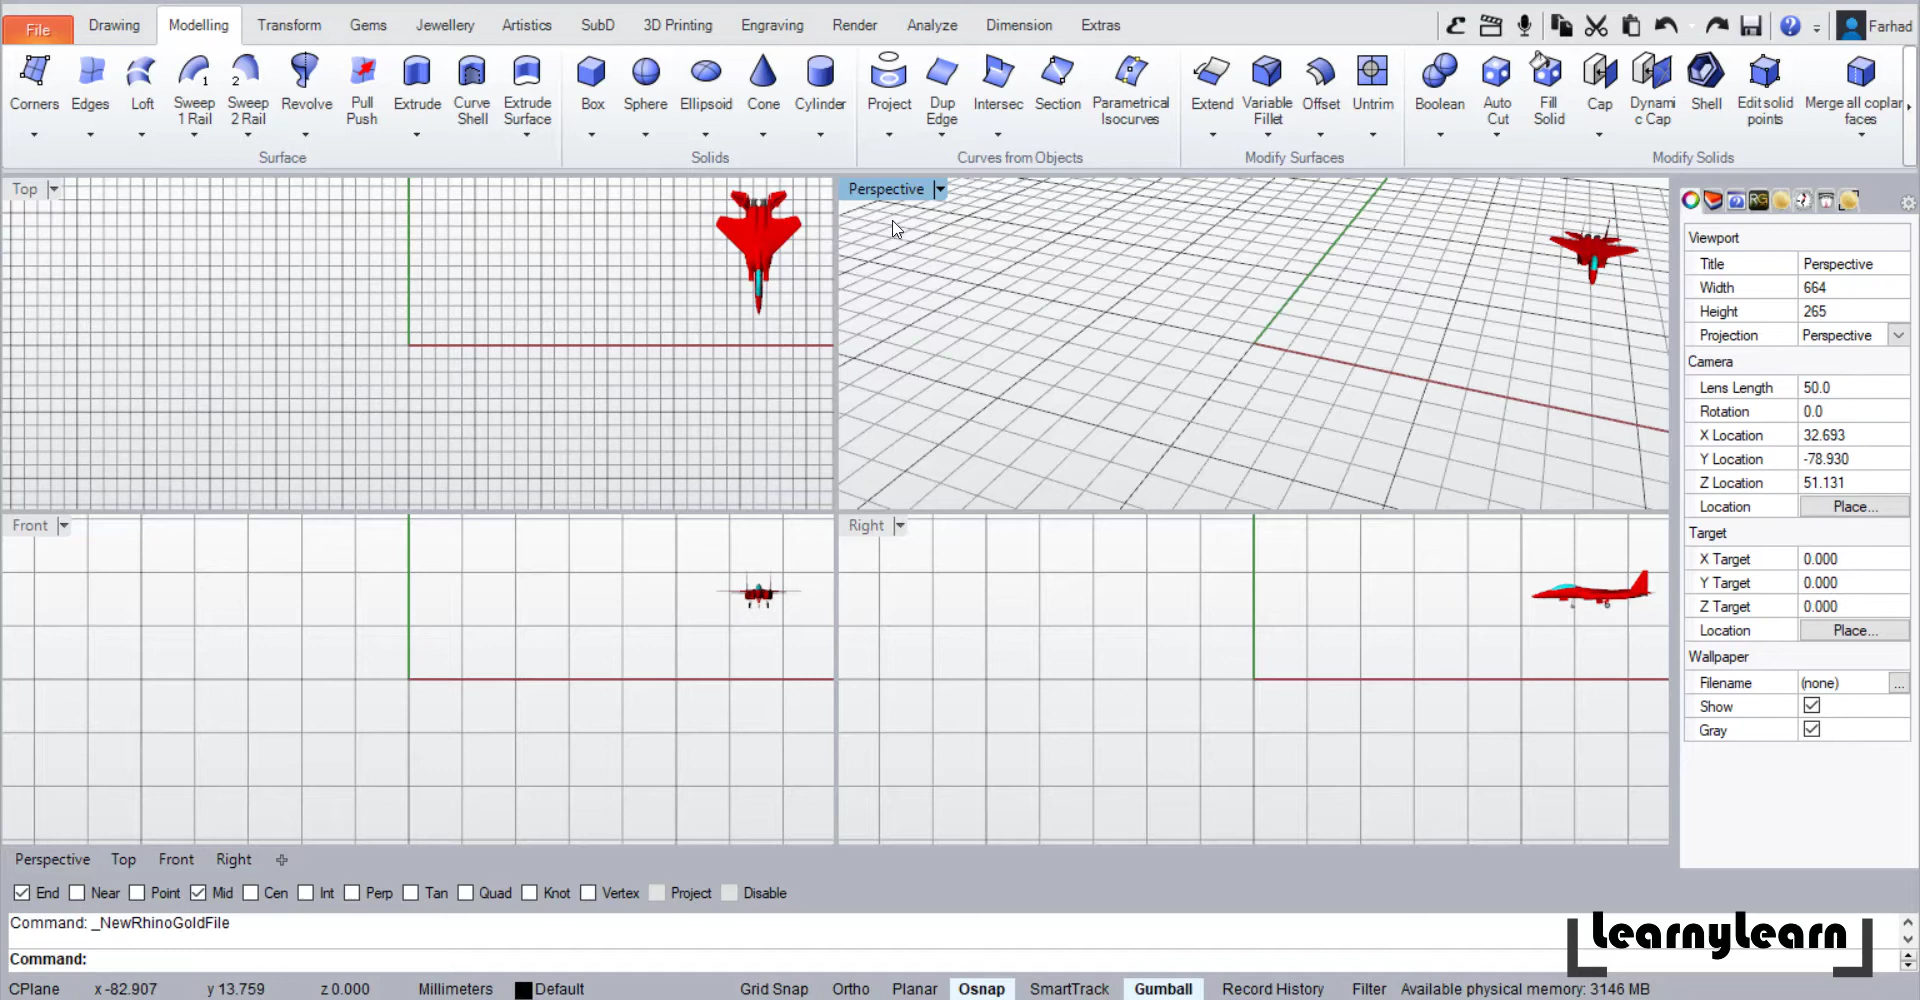 File Drawing Modelling Transform Gems Jewellery Artistics SubD 3D Printing Engraving Render Analyze Dimension Extras Farhad
Corners Edges Loft Sweep 1 Rail Sweep 2 Rail Revolve Pull Push Extrude Curve Shell Extrude Surface
Box Sphere Ellipsoid Cone Cylinder
Project Dup Edge Intersec Section Parametrical Isocurves
Extend Variable Fillet Offset Untrim
Boolean Auto Cut Fill Solid Cap Dynami c Cap Shell Edit solid points Merge all coplar faces
Surface Solids Curves from Objects Modify Surfaces Modify Solids
Top
Perspective
Front
Right
RG
Viewport
Title Perspective
Width 664
Height 265
Projection Perspective
Camera
Lens Length 50.0
Rotation 0.0
X Location 32.693
Y Location -78.930
Z Location 51.131
Location Place...
Target
X Target 0.000
Y Target 0.000
Z Target 0.000
Location Place...
Wallpaper
Filename (none) ...
Show
Gray
Perspective Top Front Right
End Near Point Mid Cen Int Perp Tan Quad Knot Vertex Project Disable
Command: _NewRhinoGoldFile
Command:
LearnyLearn
CPlane x -82.907 y 13.759 z 0.000 Millimeters Default Grid Snap Ortho Planar Osnap SmartTrack Gumball Record History Filter Available physical memory: 3146 MB